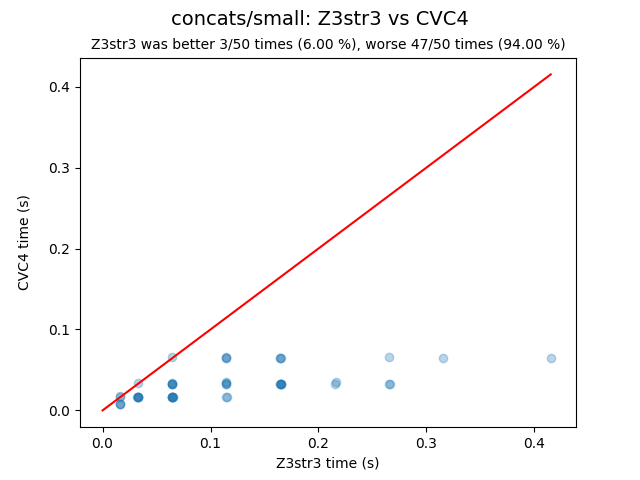 concats/small: Z3str3 vs CVC4
Z3str3 was better 3/50 times (6.00 %), worse 47/50 times (94.00 %)
0.4
0.3
0.2
0.1
0.0
CVC4 time (s)
0.0 0.1 0.2 0.3 0.4
Z3str3 time (s)